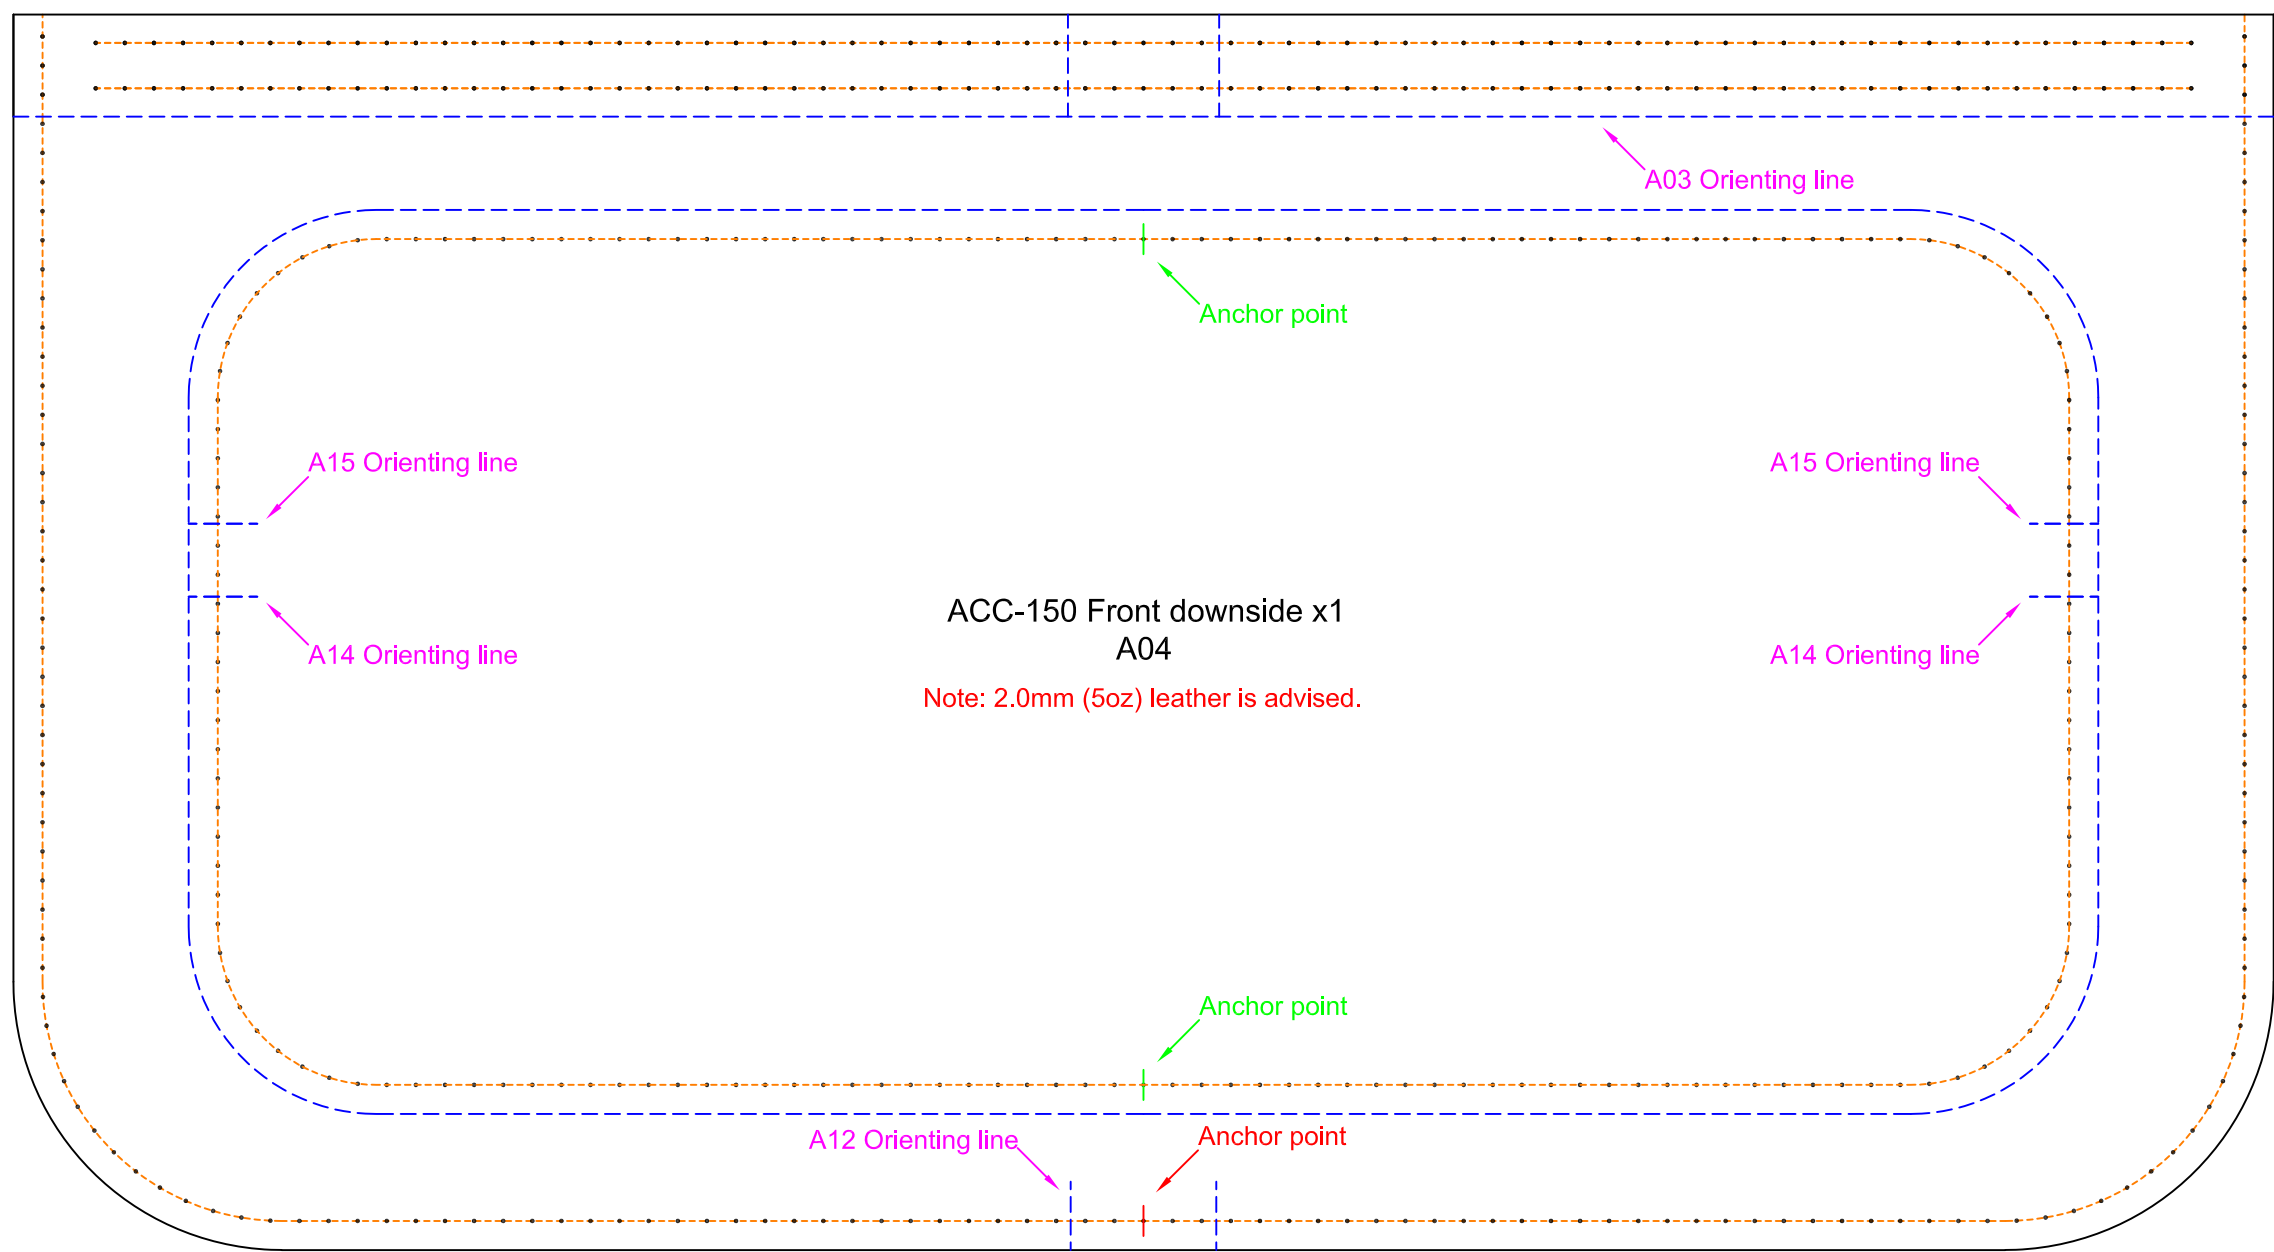 A03 Orienting line
Anchor point
A15 Orienting line
A15 Orienting line
ACC-150 Front downside x1
A04
A14 Orienting line
A14 Orienting line
Note: 2.0mm (5oz) leather is advised.
Anchor point
A12 Orienting line
Anchor point